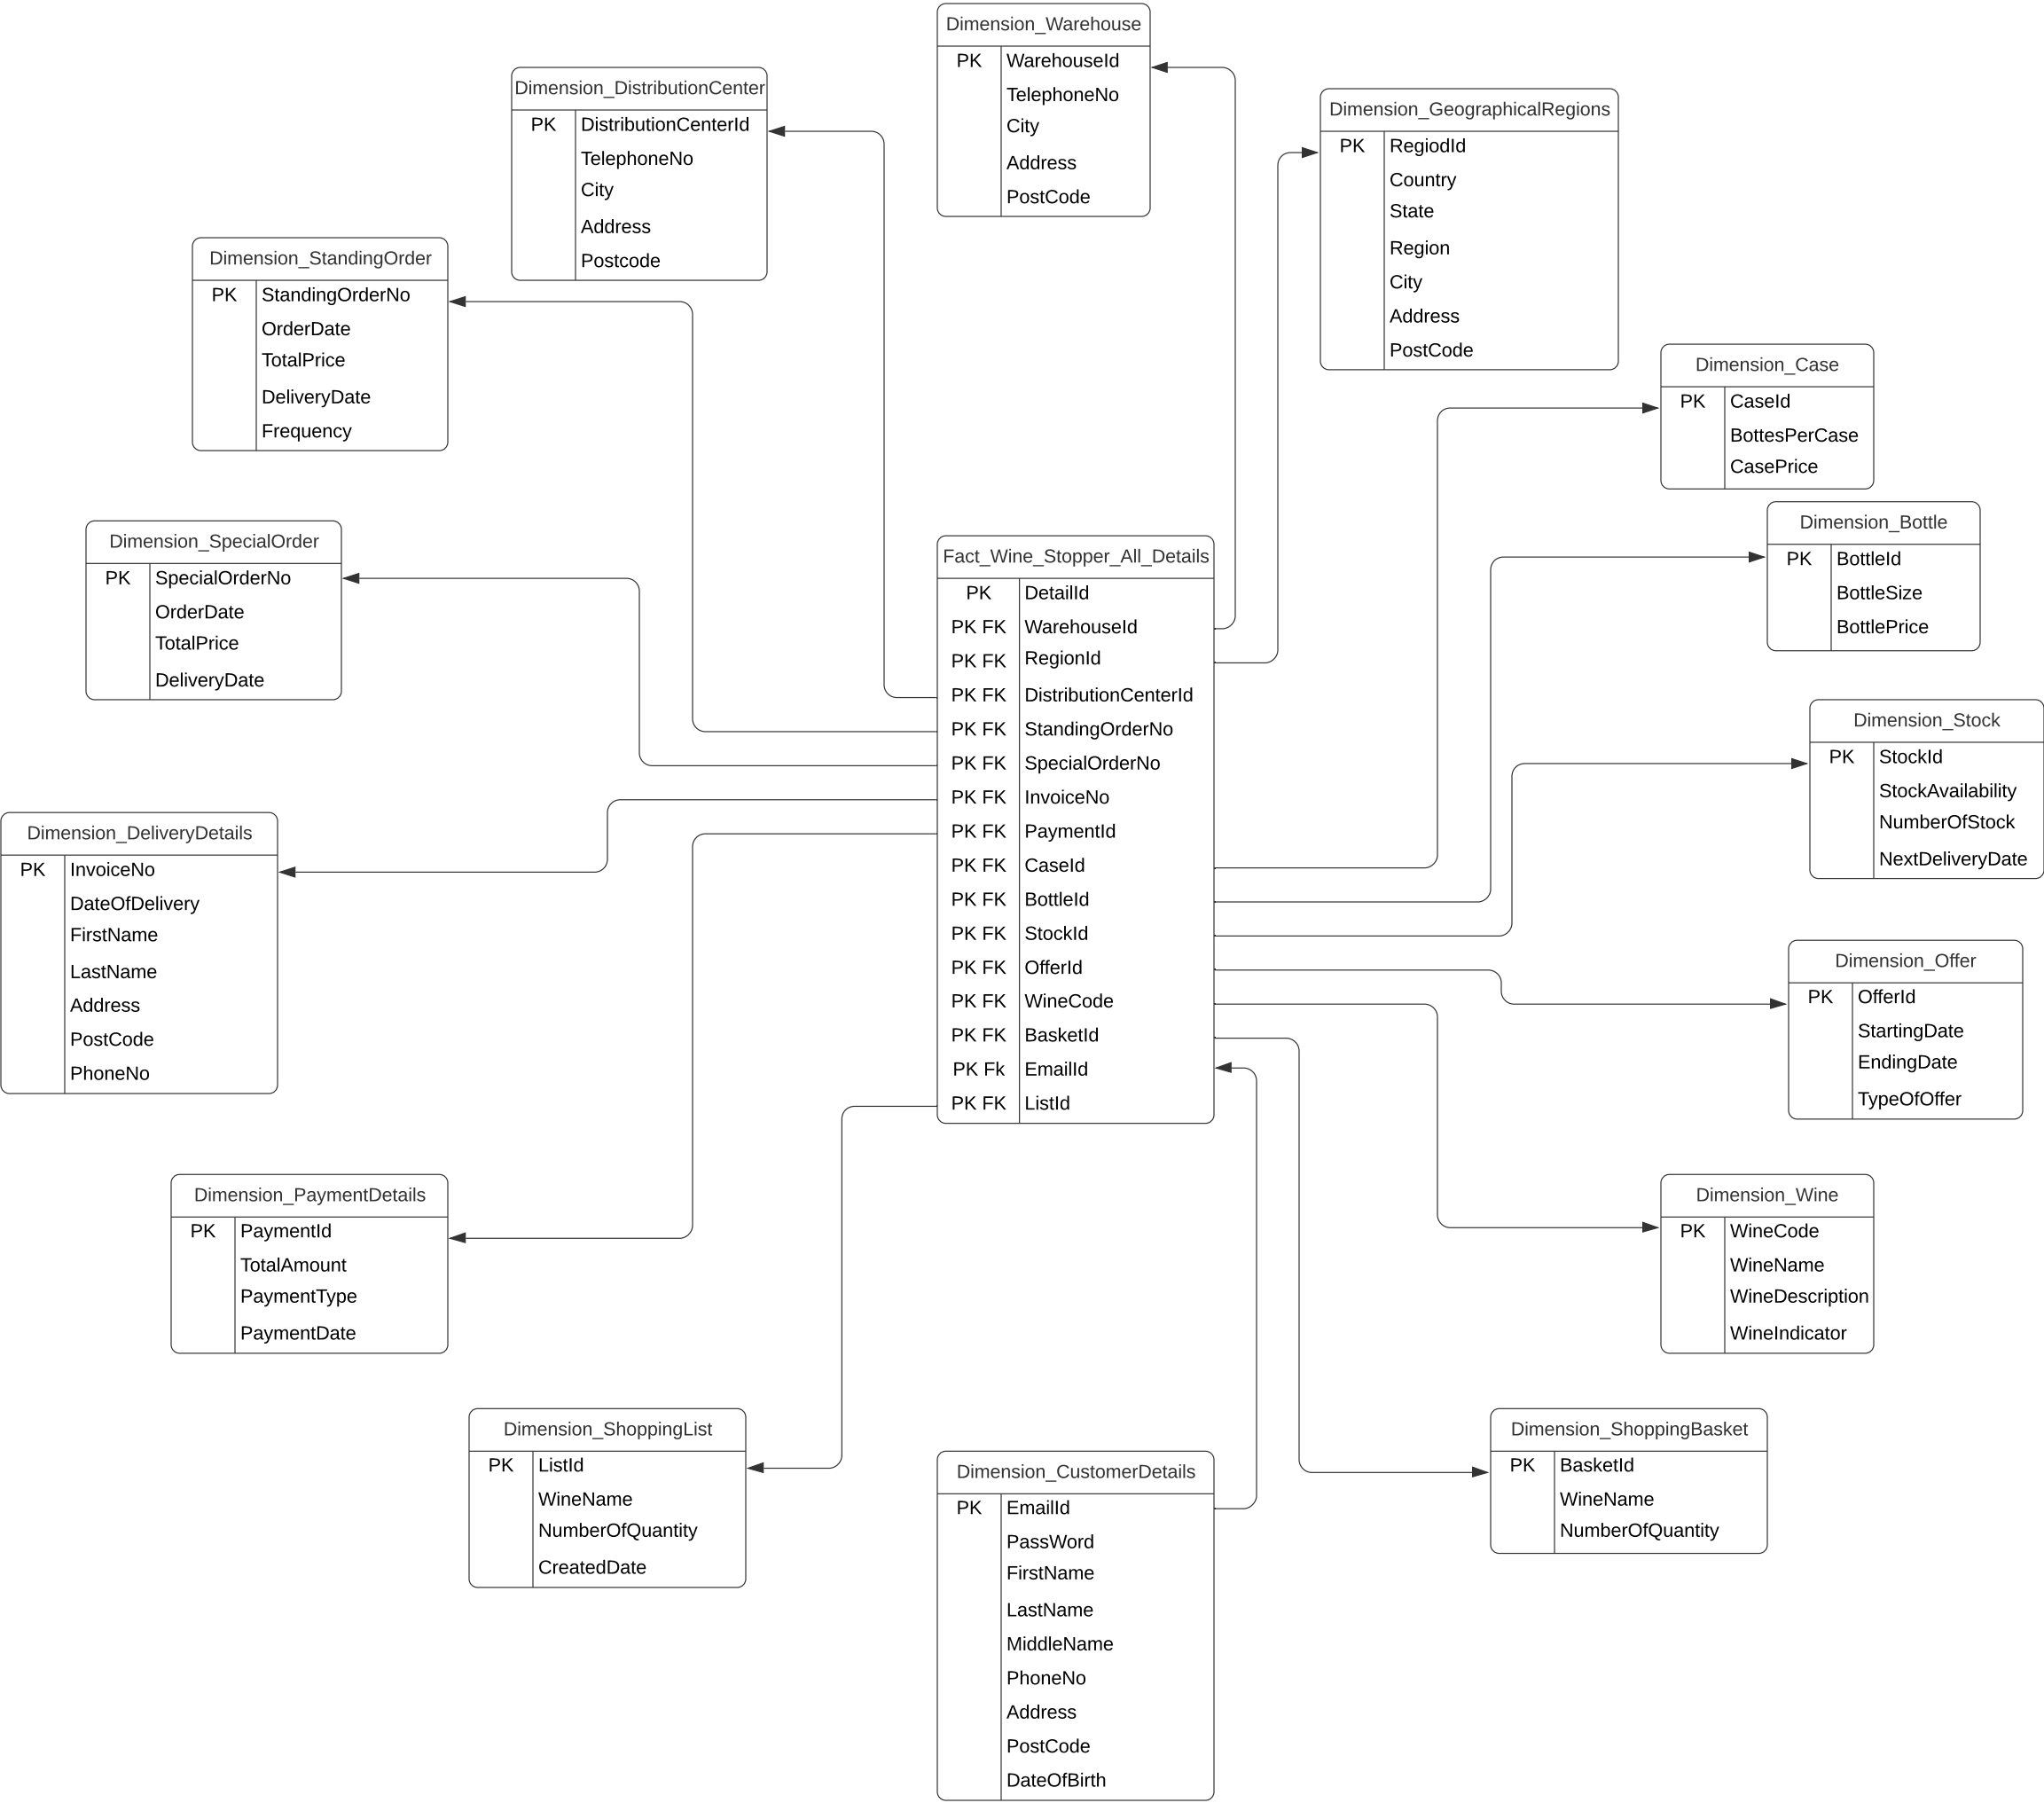 Dimension_Warehouse
PK WarehouseId
TelephoneNo
City
Address
PostCode
Dimension_DistributionCenter
PK DistributionCenterId
TelephoneNo
City
Address
Postcode
Dimension_GeographicalRegions
PK RegiodId
Country
State
Region
City
Address
PostCode
Dimension_StandingOrder
PK StandingOrderNo
OrderDate
TotalPrice
DeliveryDate
Frequency
Dimension_Case
PK CaseId
BottesPerCase
CasePrice
Dimension_Bottle
PK BottleId
BottleSize
BottlePrice
Dimension_SpecialOrder
PK SpecialOrderNo
OrderDate
TotalPrice
DeliveryDate
Fact_Wine_Stopper_All_Details
PK DetailId
PK FK WarehouseId
PK FK RegionId
PK FK DistributionCenterId
PK FK StandingOrderNo
PK FK SpecialOrderNo
PK FK InvoiceNo
PK FK PaymentId
PK FK CaseId
PK FK BottleId
PK FK StockId
PK FK OfferId
PK FK WineCode
PK FK BasketId
PK Fk EmailId
PK FK ListId
Dimension_Stock
PK StockId
StockAvailability
NumberOfStock
NextDeliveryDate
Dimension_DeliveryDetails
PK InvoiceNo
DateOfDelivery
FirstName
LastName
Address
PostCode
PhoneNo
Dimension_Offer
PK OfferId
StartingDate
EndingDate
TypeOfOffer
Dimension_PaymentDetails
PK PaymentId
TotalAmount
PaymentType
PaymentDate
Dimension_Wine
PK WineCode
WineName
WineDescription
WineIndicator
Dimension_ShoppingList
PK ListId
WineName
NumberOfQuantity
CreatedDate
Dimension_CustomerDetails
PK EmailId
PassWord
FirstName
LastName
MiddleName
PhoneNo
Address
PostCode
DateOfBirth
Dimension_ShoppingBasket
PK BasketId
WineName
NumberOfQuantity